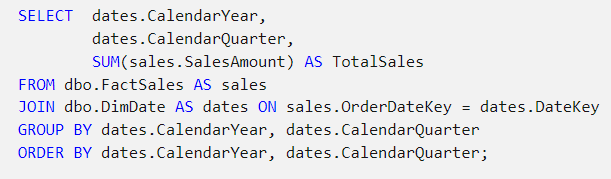 SELECT  dates.CalendarYear,
        dates.CalendarQuarter,
        SUM(sales.SalesAmount) AS TotalSales
FROM dbo.FactSales AS sales
JOIN dbo.DimDate AS dates ON sales.OrderDateKey = dates.DateKey
GROUP BY dates.CalendarYear, dates.CalendarQuarter
ORDER BY dates.CalendarYear, dates.CalendarQuarter;